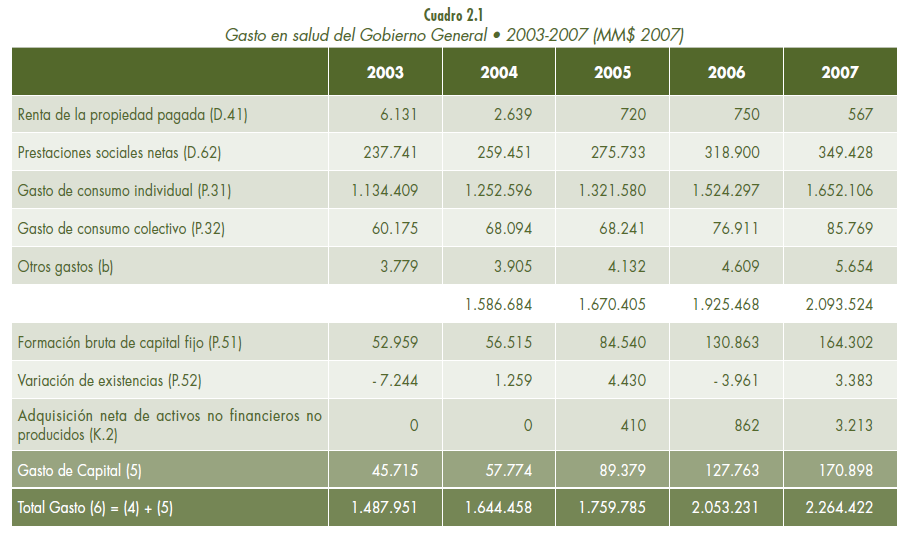 Cuadro 2.1
Gasto en salud del Gobierno General • 2003-2007 (MM$ 2007)
2003 2004 2005 2006 2007
Renta de la propiedad pagada (D.41) 6.131 2.639 720 750 567
Prestaciones sociales netas (D.62) 237.741 259.451 275.733 318.900 349.428
Gasto de consumo individual (P.31) 1.134.409 1.252.596 1.321.580 1.524.297 1.652.106
Gasto de consumo colectivo (P.32) 60.175 68.094 68.241 76.911 85.769
Otros gastos (b) 3.779 3.905 4.132 4.609 5.654
1.586.684 1.670.405 1.925.468 2.093.524
Formación bruta de capital fijo (P.51) 52.959 56.515 84.540 130.863 164.302
Variación de existencias (P.52) - 7.244 1.259 4.430 - 3.961 3.383
Adquisición neta de activos no financieros no
producidos (K.2) 0 0 410 862 3.213
Gasto de Capital (5) 45.715 57.774 89.379 127.763 170.898
Total Gasto (6) = (4) + (5) 1.487.951 1.644.458 1.759.785 2.053.231 2.264.422